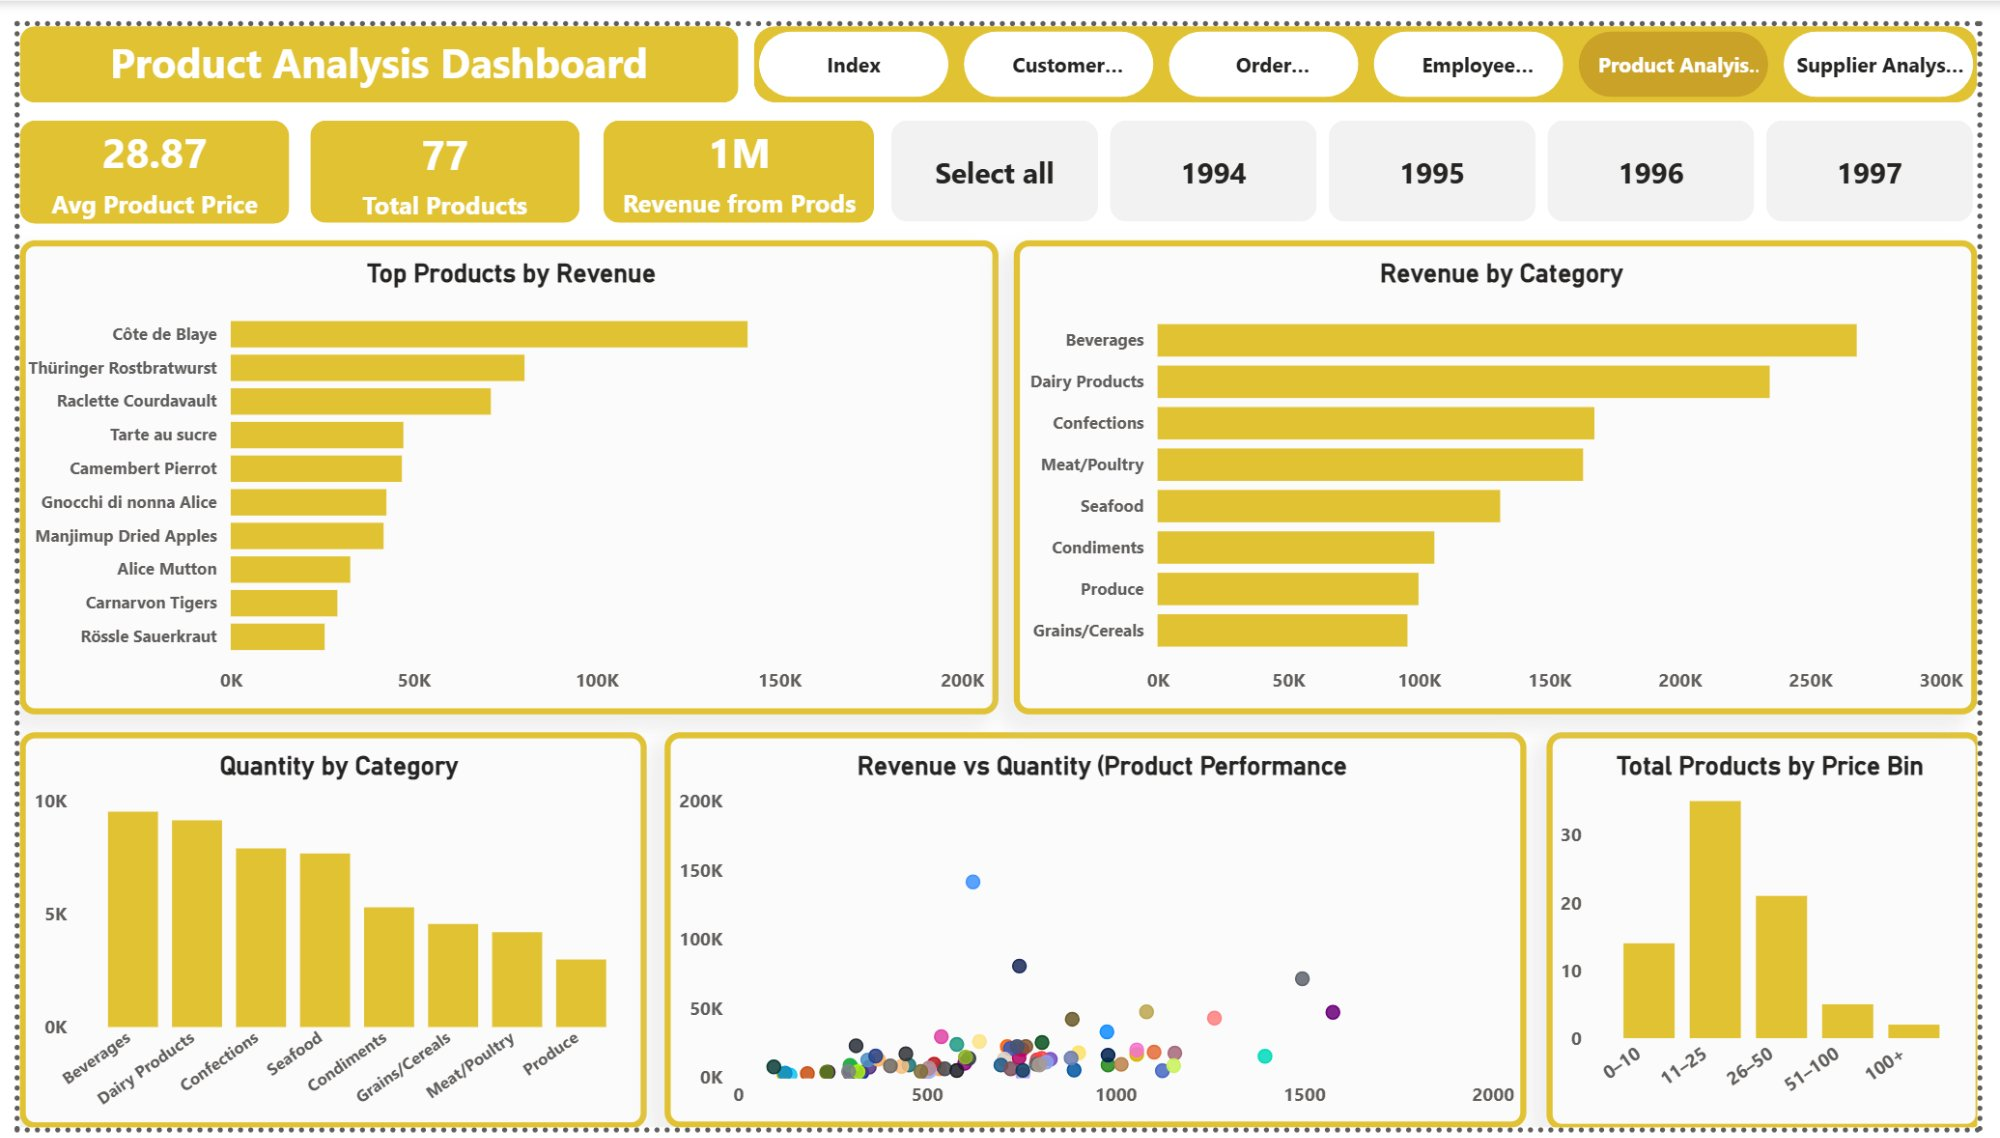 Product Analysis Dashboard
Index
Customer...
Order...
Employee...
Product Analyis..
Supplier Analys...
28.87
Avg Product Price
77
Total Products
1M
Revenue from Prods
Select all
1994
1995
1996
1997
Top Products by Revenue
Côte de Blaye
Thüringer Rostbratwurst
Raclette Courdavault
Tarte au sucre
Camembert Pierrot
Gnocchi di nonna Alice
Manjimup Dried Apples
Alice Mutton
Carnarvon Tigers
Rössle Sauerkraut
0K 50K 100K 150K 200K
Revenue by Category
Beverages
Dairy Products
Confections
Meat/Poultry
Seafood
Condiments
Produce
Grains/Cereals
0K 50K 100K 150K 200K 250K 300K
Quantity by Category
10K
5K
0K
Beverages
Dairy Products
Confections
Seafood
Condiments
Grains/Cereals
Meat/Poultry
Produce
Revenue vs Quantity (Product Performance
200K
150K
100K
50K
0K
0 500 1000 1500 2000
Total Products by Price Bin
30
20
10
0
0–10
11–25
26–50
51–100
100+